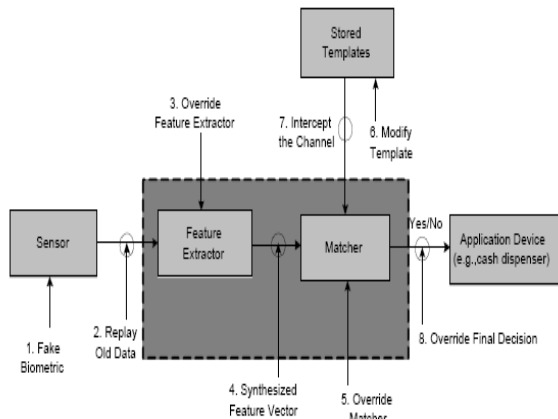 Stored
Templates
3. Override
Feature Extractor
7. Intercept
the Channel
6. Modify
Template
Sensor
Feature
Extractor
Matcher
Yes/No
Application Device
(e.g.,cash dispenser)
1. Fake
Biometric
2. Replay
Old Data
4. Synthesized
Feature Vector
5. Override
Matcher
8. Override Final Decision